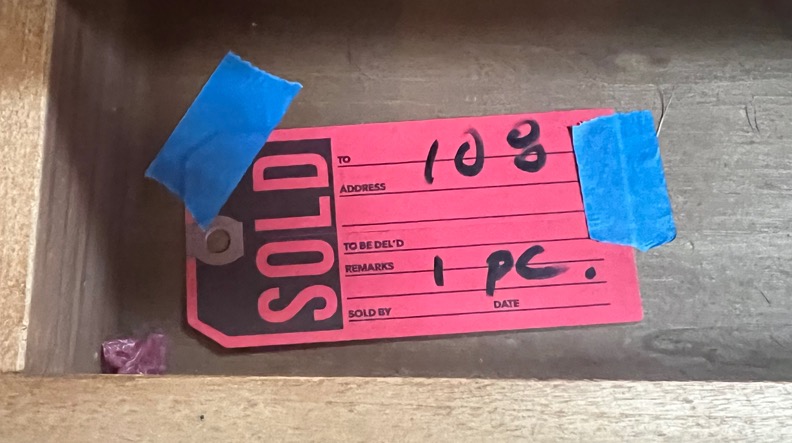 SOLD
TO 108
ADDRESS
TO BE DEL'D
REMARKS 1 PC.
SOLD BY DATE